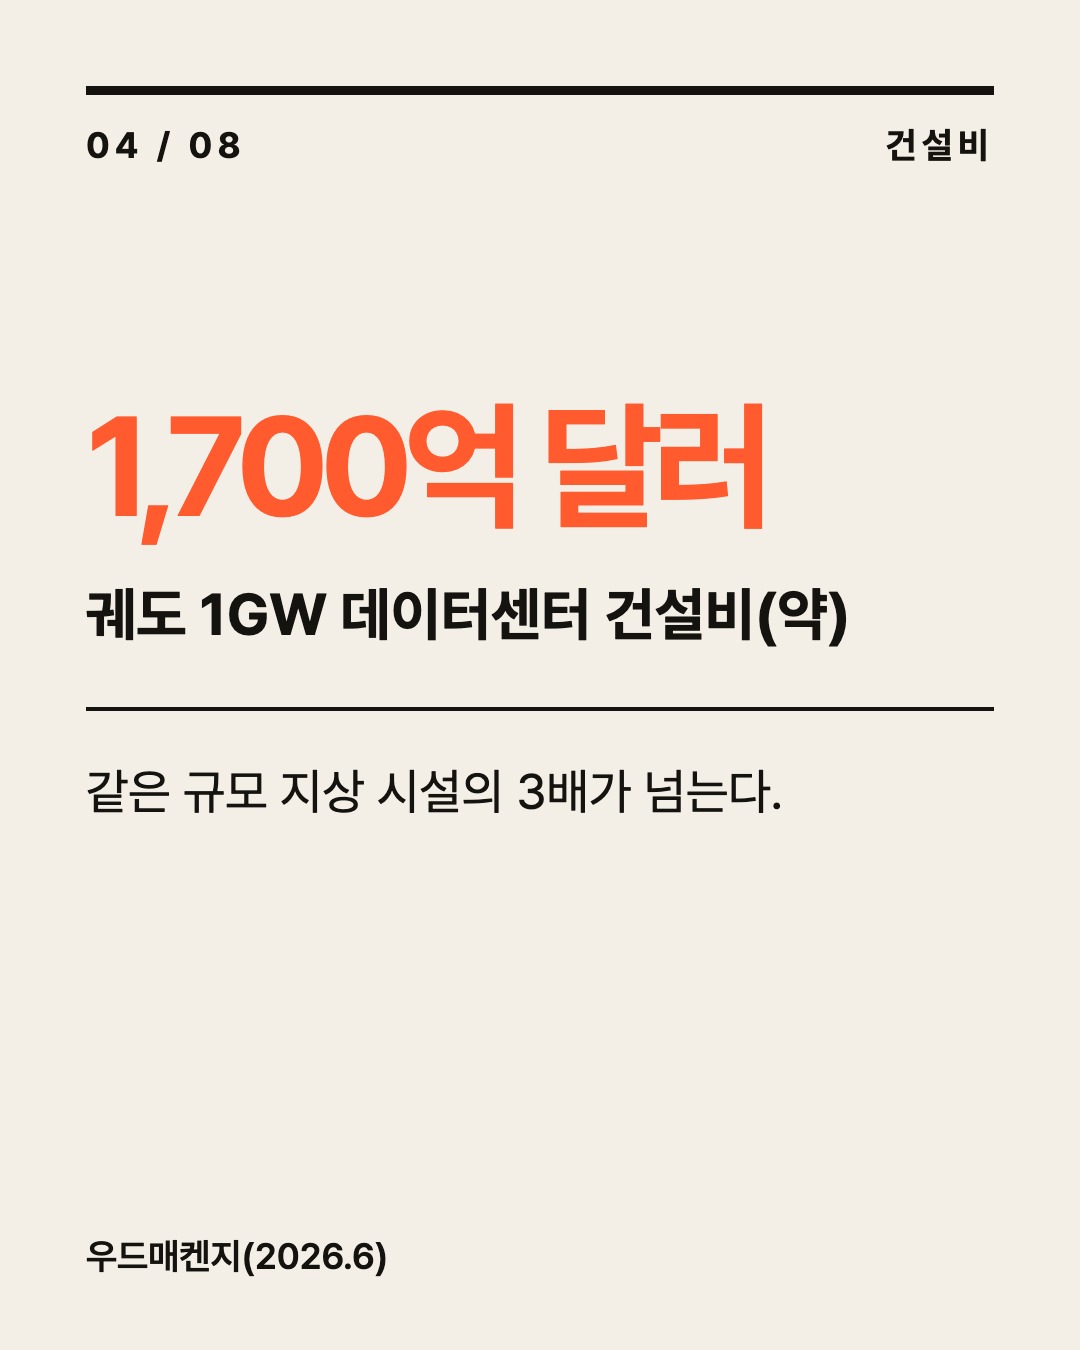 04 / 08
건설비
1,700억 달러
궤도 1GW 데이터센터 건설비(약)
같은 규모 지상 시설의 3배가 넘는다.
우드매켄지(2026.6)